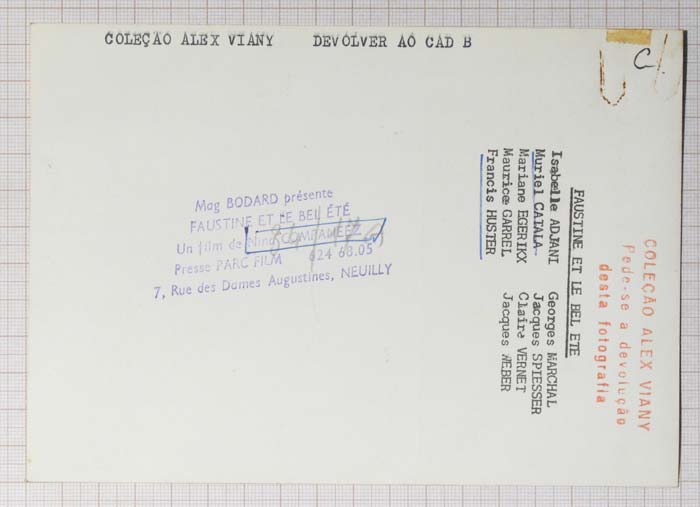 COLEÇÃO ALEX VIANY DEVOLVER AO CAD B
Mag BODARD présente
FAUSTINE ET LE BEL ÉTÉ
Un film de Nina COMPANEEZ
Presse PARC FILM 624 68.05
7, Rue des Dames Augustines, NEUILLY
FAUSTINE ET LE BEL ETE
Isabelle ADJANI Georges MARCHAL
Muriel CATALA Jacques SPIESSER
Mariane EGERIKX Claire VERNET
Maurice GARREL Jacques WEBER
Francis HUSTER
COLEÇÃO ALEX VIANY
Pede-se a devolução
desta fotografia